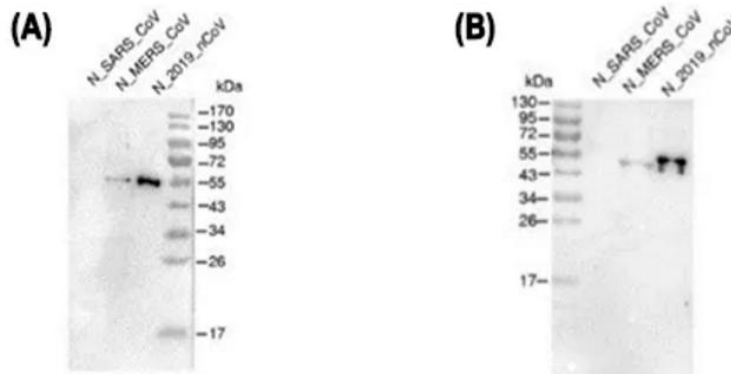 (A)
N_SARS_CoV
N_MERS_CoV
N_2019_nCoV
kDa
–170
–130
–95
–72
–55
–43
–34
–26
–17
(B)
N_SARS_CoV
N_MERS_CoV
N_2019_nCoV
kDa
130–
95–
72–
55–
43–
34–
26–
17–